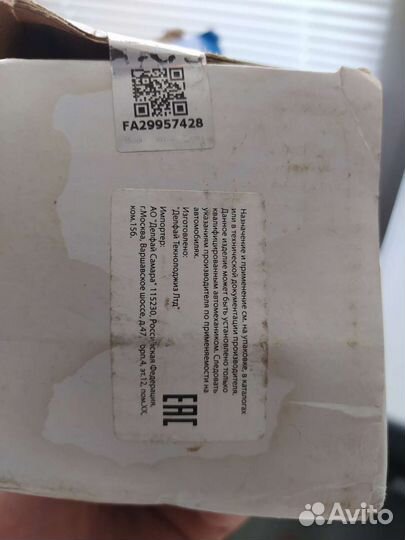 FA29957428
Назначение и применение см. на упаковке, в каталогах
или в технической документации производителя.
Данное изделие может быть установлено только
квалифицированным автомехаником. Следовать
указаниям производителя по применяемости на
автомобилях.
Изготовлено:
"Делфай Текнолоджиз Лтд"
Импортер:
АО "Делфай Самара" 115230, Российская Федерация,
г.Москва, Варшавское шоссе, д.47, корп.4, эт.12, пом.XX,
ком.15б.
EAC
Avito